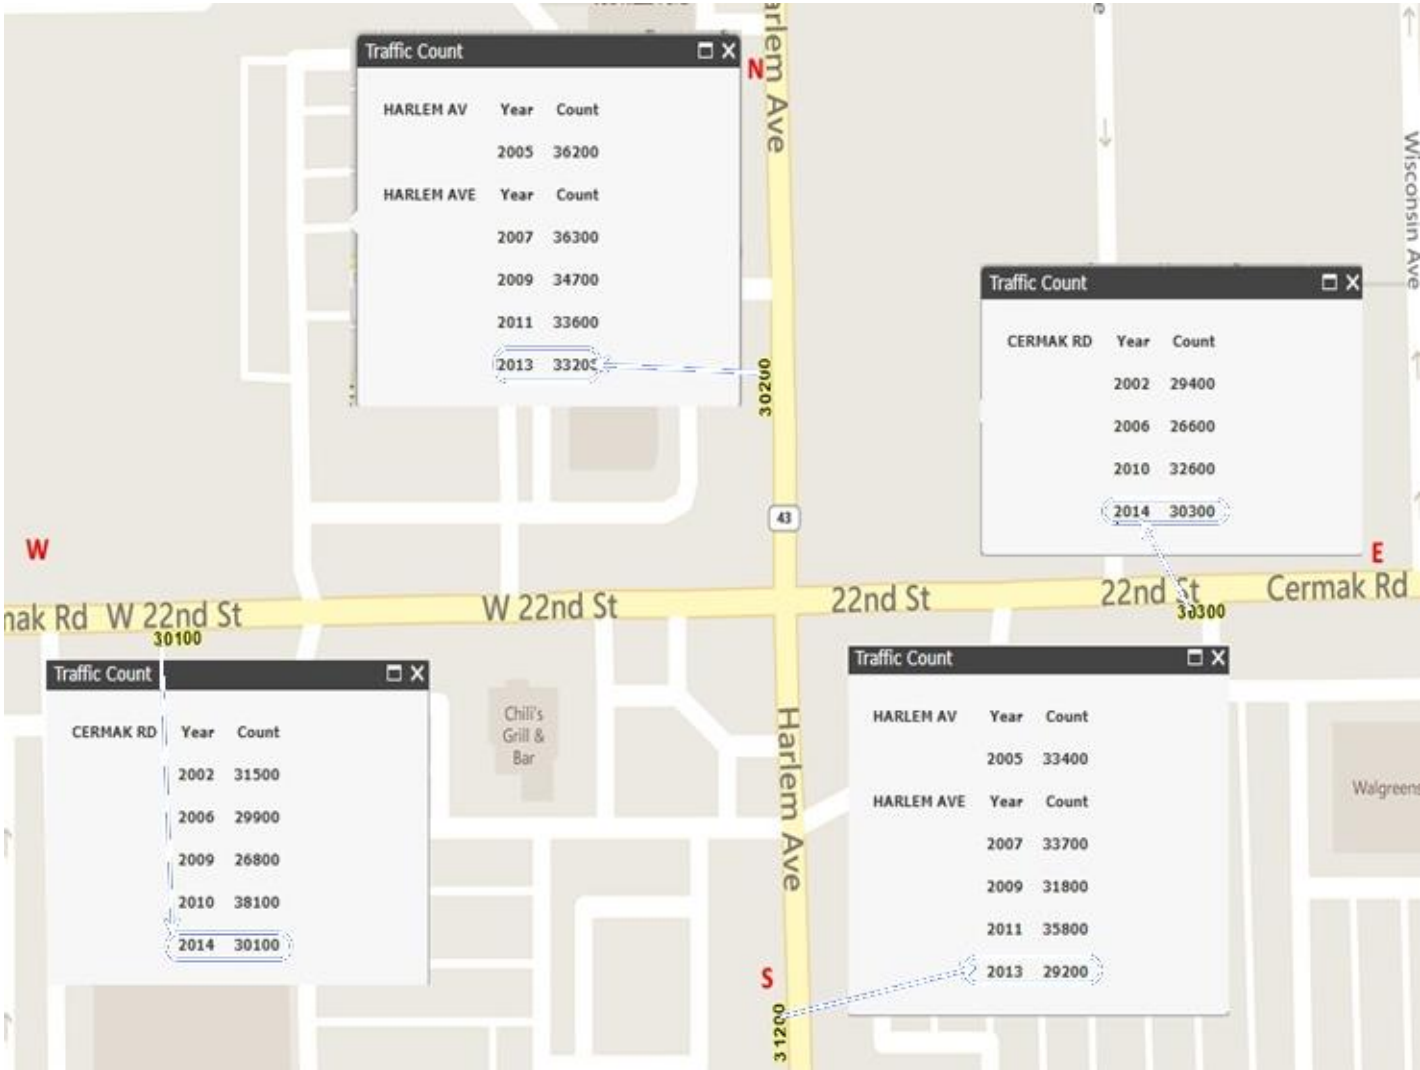 arlem Ave
N
Traffic Count
HARLEM AV Year Count
2005 36200
HARLEM AVE Year Count
2007 36300
2009 34700
2011 33600
2013 3320
30200
Wisconsin Ave
Traffic Count
CERMAK RD Year Count
2002 29400
2006 26600
2010 32600
2014 30300
43
W
E
mak Rd W 22nd St
W 22nd St
22nd St
22nd St
Cermak Rd
30100
30300
Traffic Count
CERMAK RD Year Count
2002 31500
2006 29900
2009 26800
2010 38100
2014 30100
Chili's
Grill &
Bar
Harlem Ave
Traffic Count
HARLEM AV Year Count
2005 33400
HARLEM AVE Year Count
2007 33700
2009 31800
2011 35800
2013 29200
Walgreens
S
31200